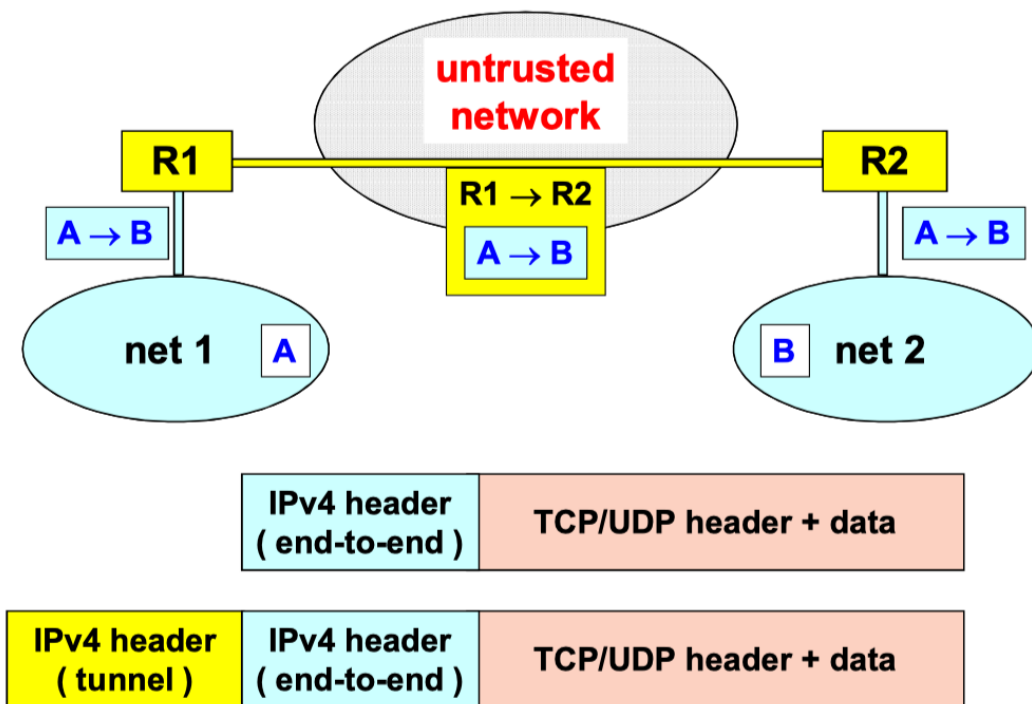 untrusted
network
R1
R2
R1 → R2
A → B
A → B
A → B
net 1
A
B
net 2
IPv4 header
( end-to-end )
TCP/UDP header + data
IPv4 header
( tunnel )
IPv4 header
( end-to-end )
TCP/UDP header + data